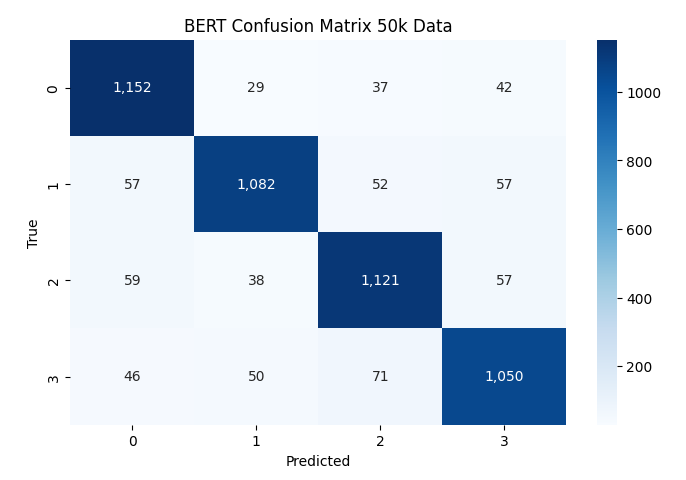 BERT Confusion Matrix 50k Data
0 1,152 29 37 42
1 57 1,082 52 57
2 59 38 1,121 57
3 46 50 71 1,050
0 1 2 3
Predicted
True
1000
800
600
400
200